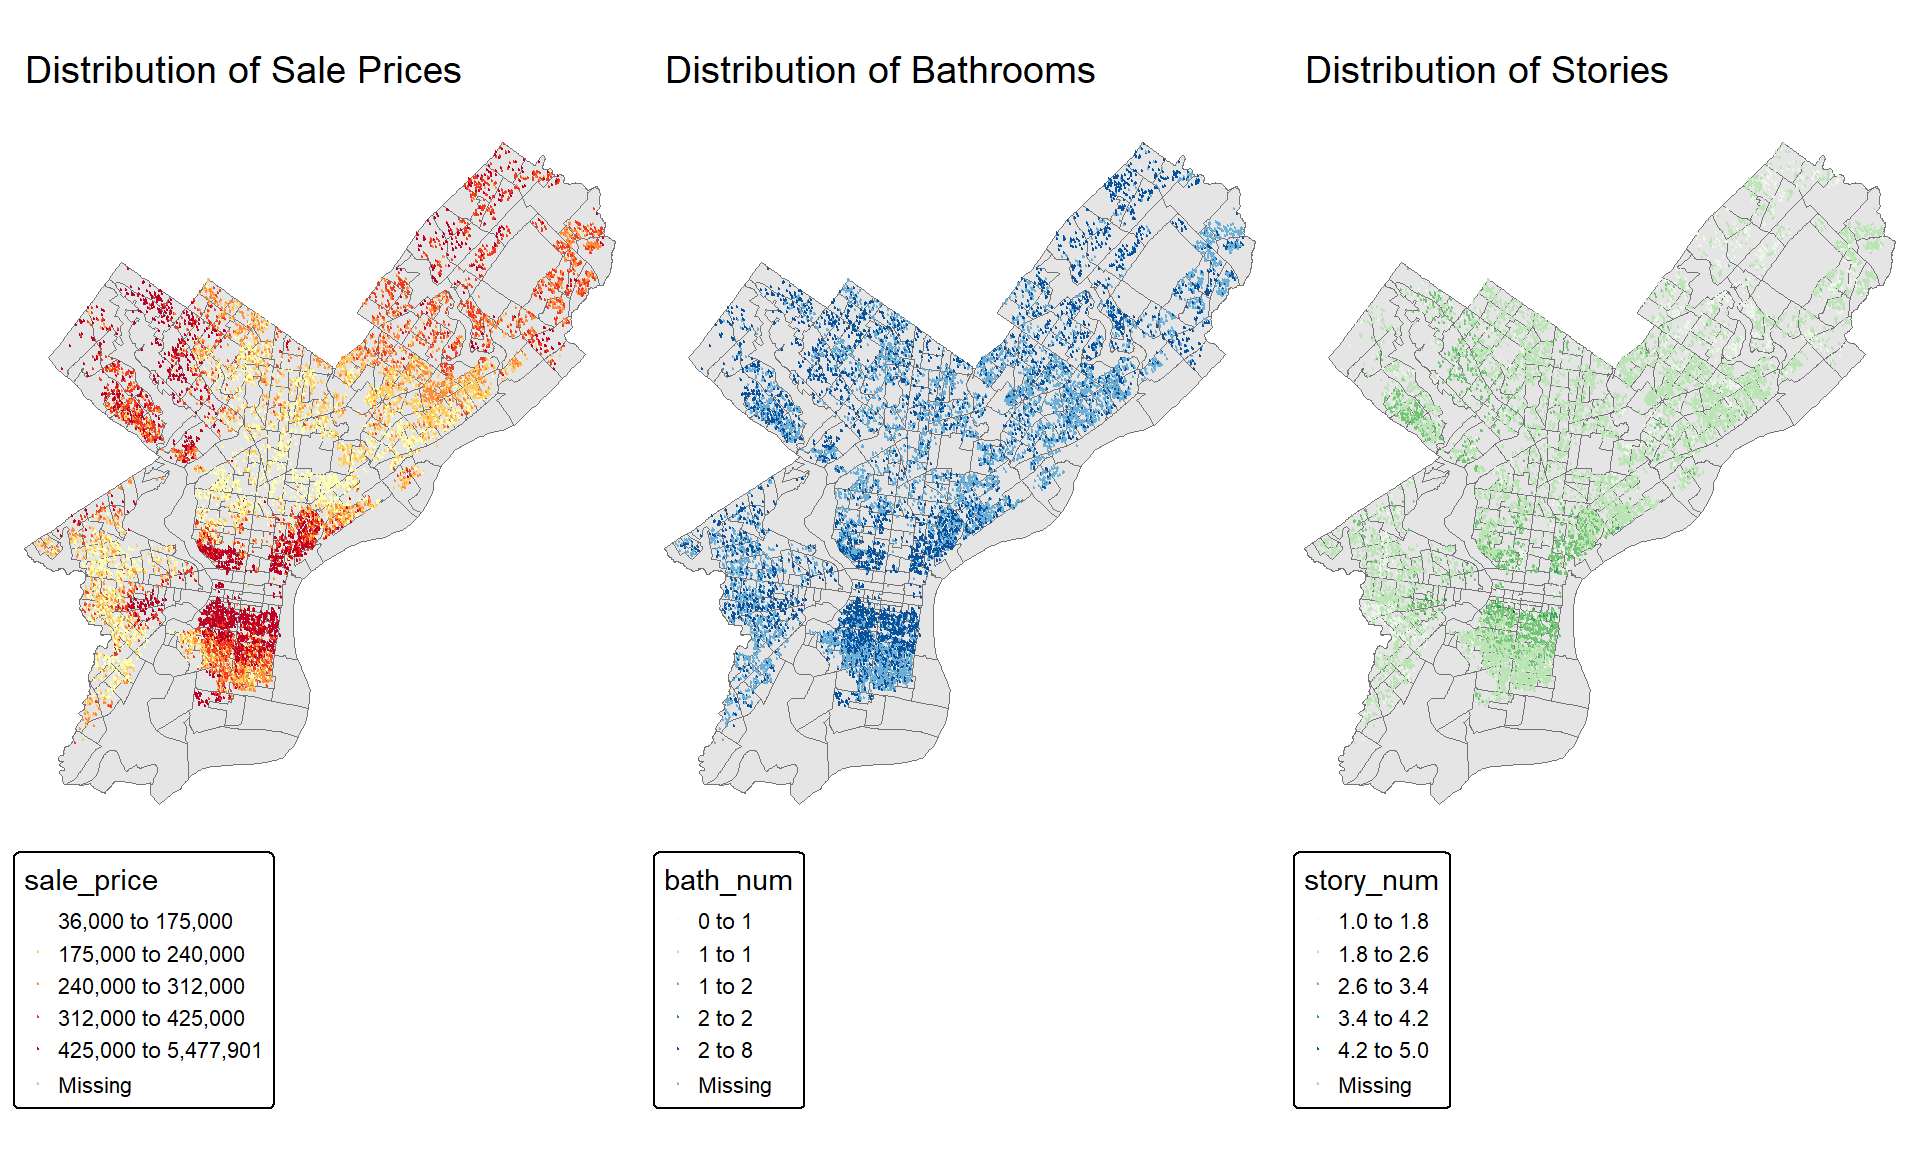 Distribution of Sale Prices
Distribution of Bathrooms
Distribution of Stories
sale_price
36,000 to 175,000
175,000 to 240,000
240,000 to 312,000
312,000 to 425,000
425,000 to 5,477,901
Missing
bath_num
0 to 1
1 to 1
1 to 2
2 to 2
2 to 8
Missing
story_num
1.0 to 1.8
1.8 to 2.6
2.6 to 3.4
3.4 to 4.2
4.2 to 5.0
Missing